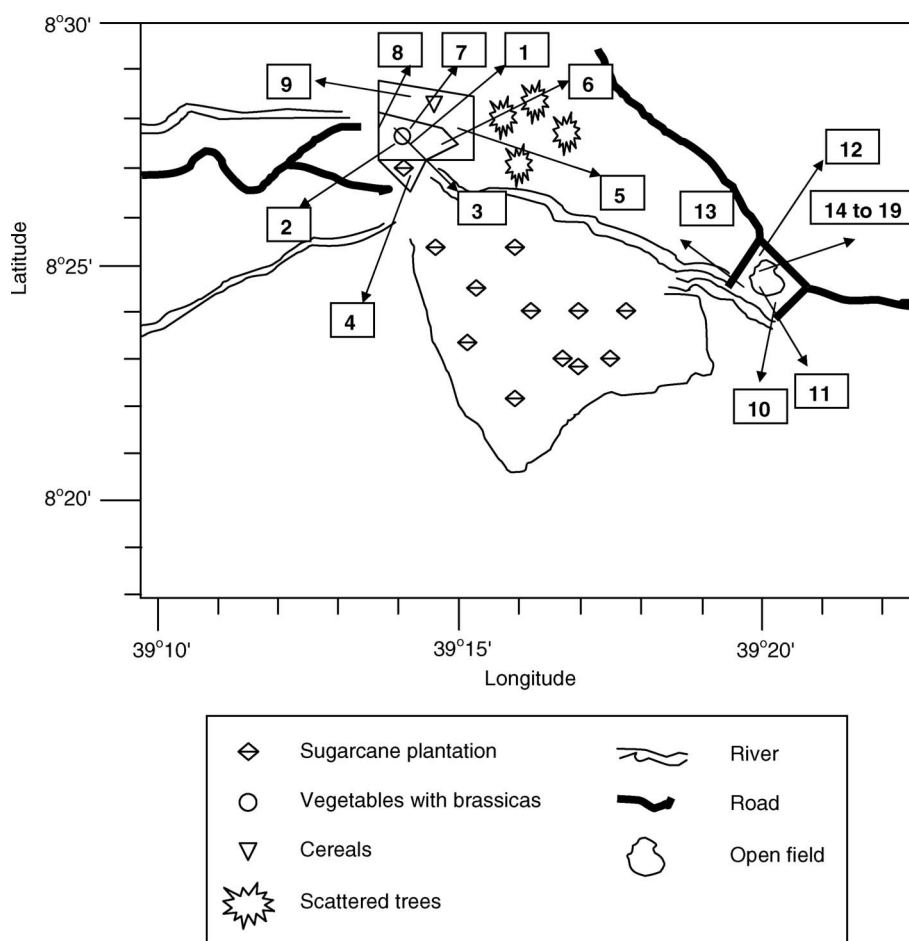 8°30'
8 7 1
9 6
12
5
13 14 to 19
2 3
8°25'
Latitude
4
10 11
8°20'
39°10' 39°15' 39°20'
Longitude
Sugarcane plantation River
Vegetables with brassicas Road
Cereals Open field
Scattered trees